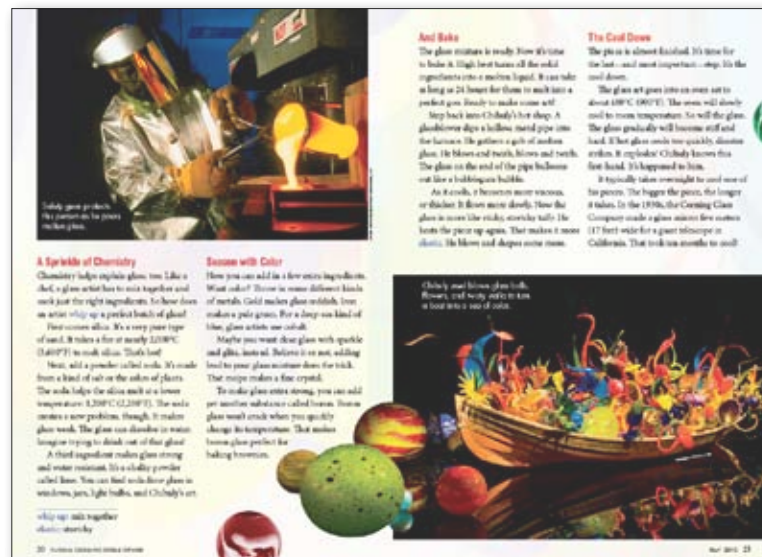 HOT
Safety gear protects
this person as he pours
molten glass.
A Sprinkle of Chemistry
Chemistry helps explain glass, too. Like a
chef, a glass artist has to mix together and
cook just the right ingredients. So how does
an artist whip up a perfect batch of glass?
First comes silica. It's a very pure type
of sand. It takes a fire at nearly 2,000°C
(3,600°F) to melt silica. That's hot!
Next, add a powder called soda. It's made
from a kind of salt or the ashes of plants.
The soda helps the silica melt at a lower
temperature: 1,200°C (2,200°F). The soda
creates a new problem, though. It makes
glass weak. The glass can dissolve in water.
Imagine trying to drink out of that glass!
A third ingredient makes glass strong
and water resistant. It's a chalky powder
called lime. You can find soda-lime glass in
windows, jars, light bulbs, and Chihuly's art.
whip up: mix together
elastic: stretchy
Season with Color
Now you can add in a few extra ingredients.
Want color? Throw in some different kinds
of metals. Gold makes glass reddish. Iron
makes a pale green. For a deep-sea kind of
blue, glass artists use cobalt.
Maybe you want clear glass with sparkle
and glitz, instead. Believe it or not, adding
lead to your glass mixture does the trick.
That recipe makes a fine crystal.
To make glass extra strong, you can add
yet another substance called boron. Boron
glass won't crack when you quickly
change its temperature. That makes
boron glass perfect for
baking brownies.
And Bake
The glass mixture is ready. Now it's time
to bake it. High heat turns all the solid
ingredients into a molten liquid. It can take
as long as 24 hours for them to melt into a
perfect goo. Ready to make some art?
Step back into Chihuly's hot shop. A
glassblower dips a hollow metal pipe into
the furnace. He gathers a gob of molten
glass. He blows and twirls, blows and twirls.
The glass on the end of the pipe balloons
out like a bubblegum bubble.
As it cools, it becomes more viscous,
or thicker. It flows more slowly. Now the
glass is more like sticky, stretchy taffy. He
heats the piece up again. That makes it more
elastic. He blows and shapes some more.
The Cool Down
The piece is almost finished. It's time for
the last—and most important—step. It's the
cool down.
The glass art goes into an oven set to
about
The oven will slowly
cool to room temperature. So will the glass.
The glass gradually will become stiff and
hard. If hot glass cools too quickly, disaster
strikes. It explodes! Chihuly knows this
first-hand. It's happened to him.
It typically takes overnight to cool one of
his pieces. The bigger the piece, the longer
it takes. In the 1930s, the Corning Glass
Company made a glass mirror five meters
(17 feet) wide for a giant telescope in
California. That took ten months to cool!
Chihuly used blown glass balls,
flowers, and twisty stalks to turn
a boat into a sea of color.
20
MAY 2010 21